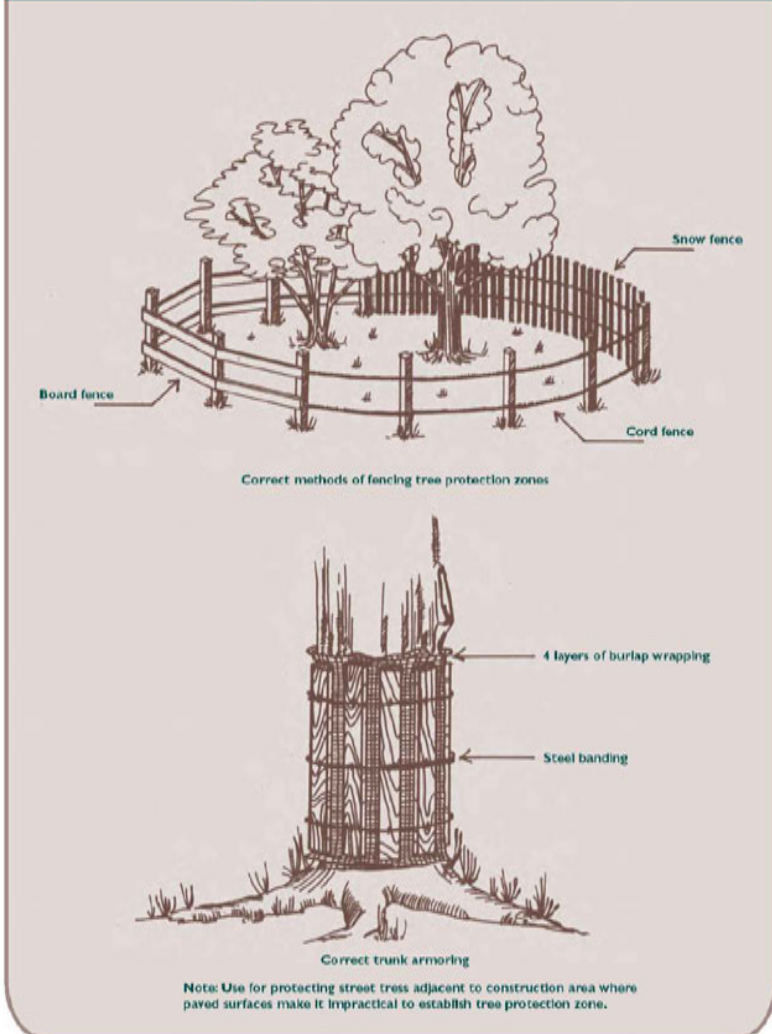 Snow fence
Board fence
Cord fence
Correct methods of fencing tree protection zones
4 layers of burlap wrapping
Steel banding
Correct trunk armoring
Note: Use for protecting street tress adjacent to construction area where
paved surfaces make it impractical to establish tree protection zone.